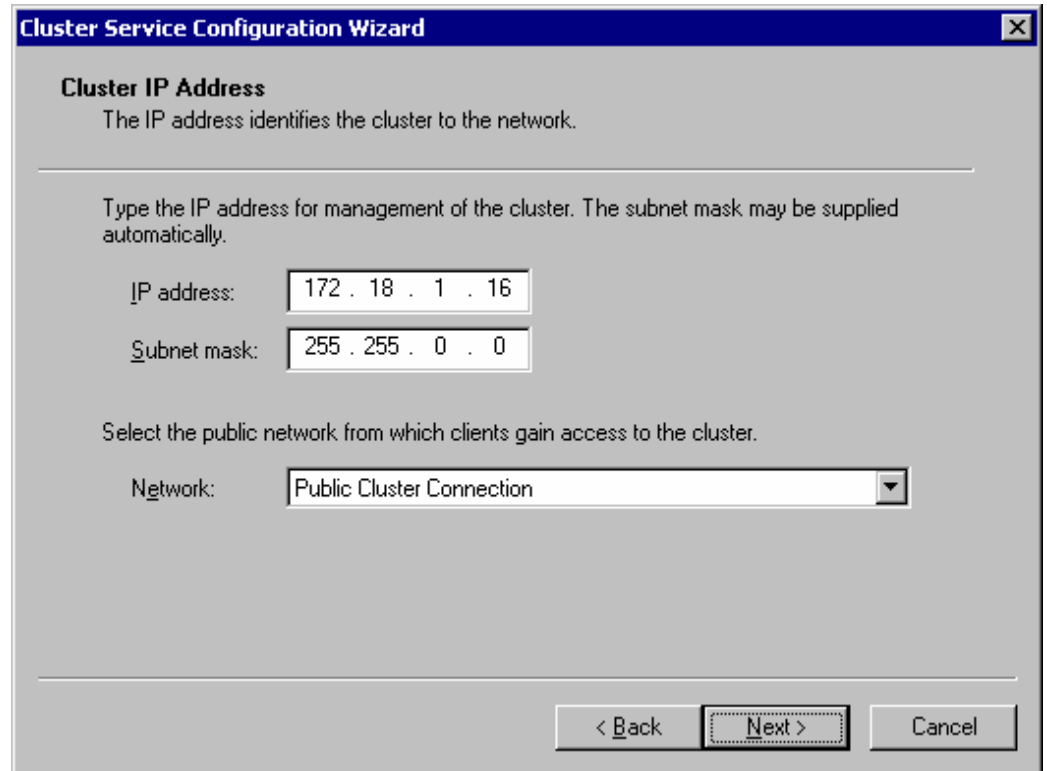 Cluster Service Configuration Wizard
Cluster IP Address
The IP address identifies the cluster to the network.
Type the IP address for management of the cluster. The subnet mask may be supplied
automatically.
IP address: 172 . 18 . 1 . 16
Subnet mask: 255 . 255 . 0 . 0
Select the public network from which clients gain access to the cluster.
Network: Public Cluster Connection
< Back Next > Cancel